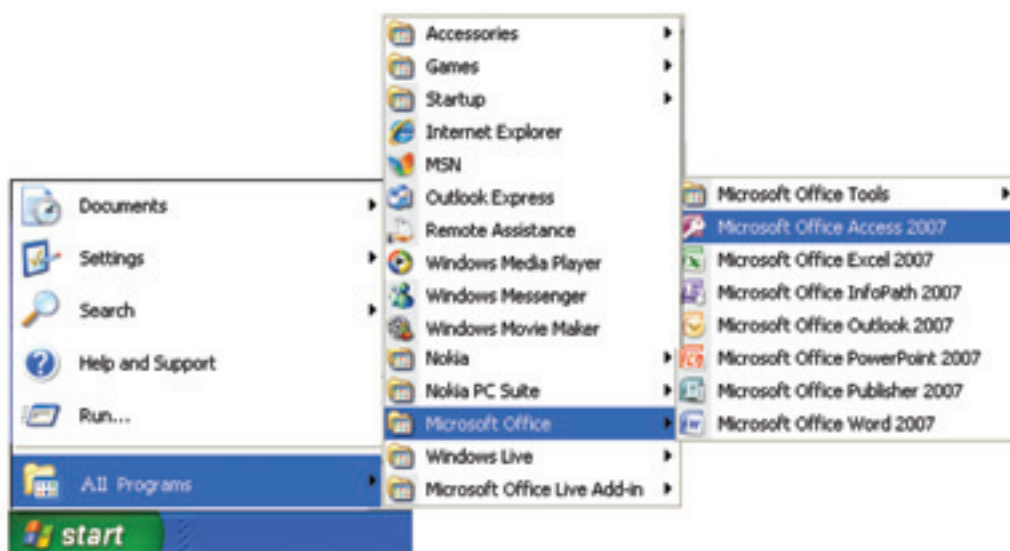 Accessories
Games
Startup
Internet Explorer
MSN
Outlook Express
Remote Assistance
Windows Media Player
Windows Messenger
Windows Movie Maker
Nokia
Nokia PC Suite
Microsoft Office
Windows Live
Microsoft Office Live Add-in
Documents
Settings
Search
Help and Support
Run...
All Programs
start
Microsoft Office Tools
Microsoft Office Access 2007
Microsoft Office Excel 2007
Microsoft Office InfoPath 2007
Microsoft Office Outlook 2007
Microsoft Office PowerPoint 2007
Microsoft Office Publisher 2007
Microsoft Office Word 2007